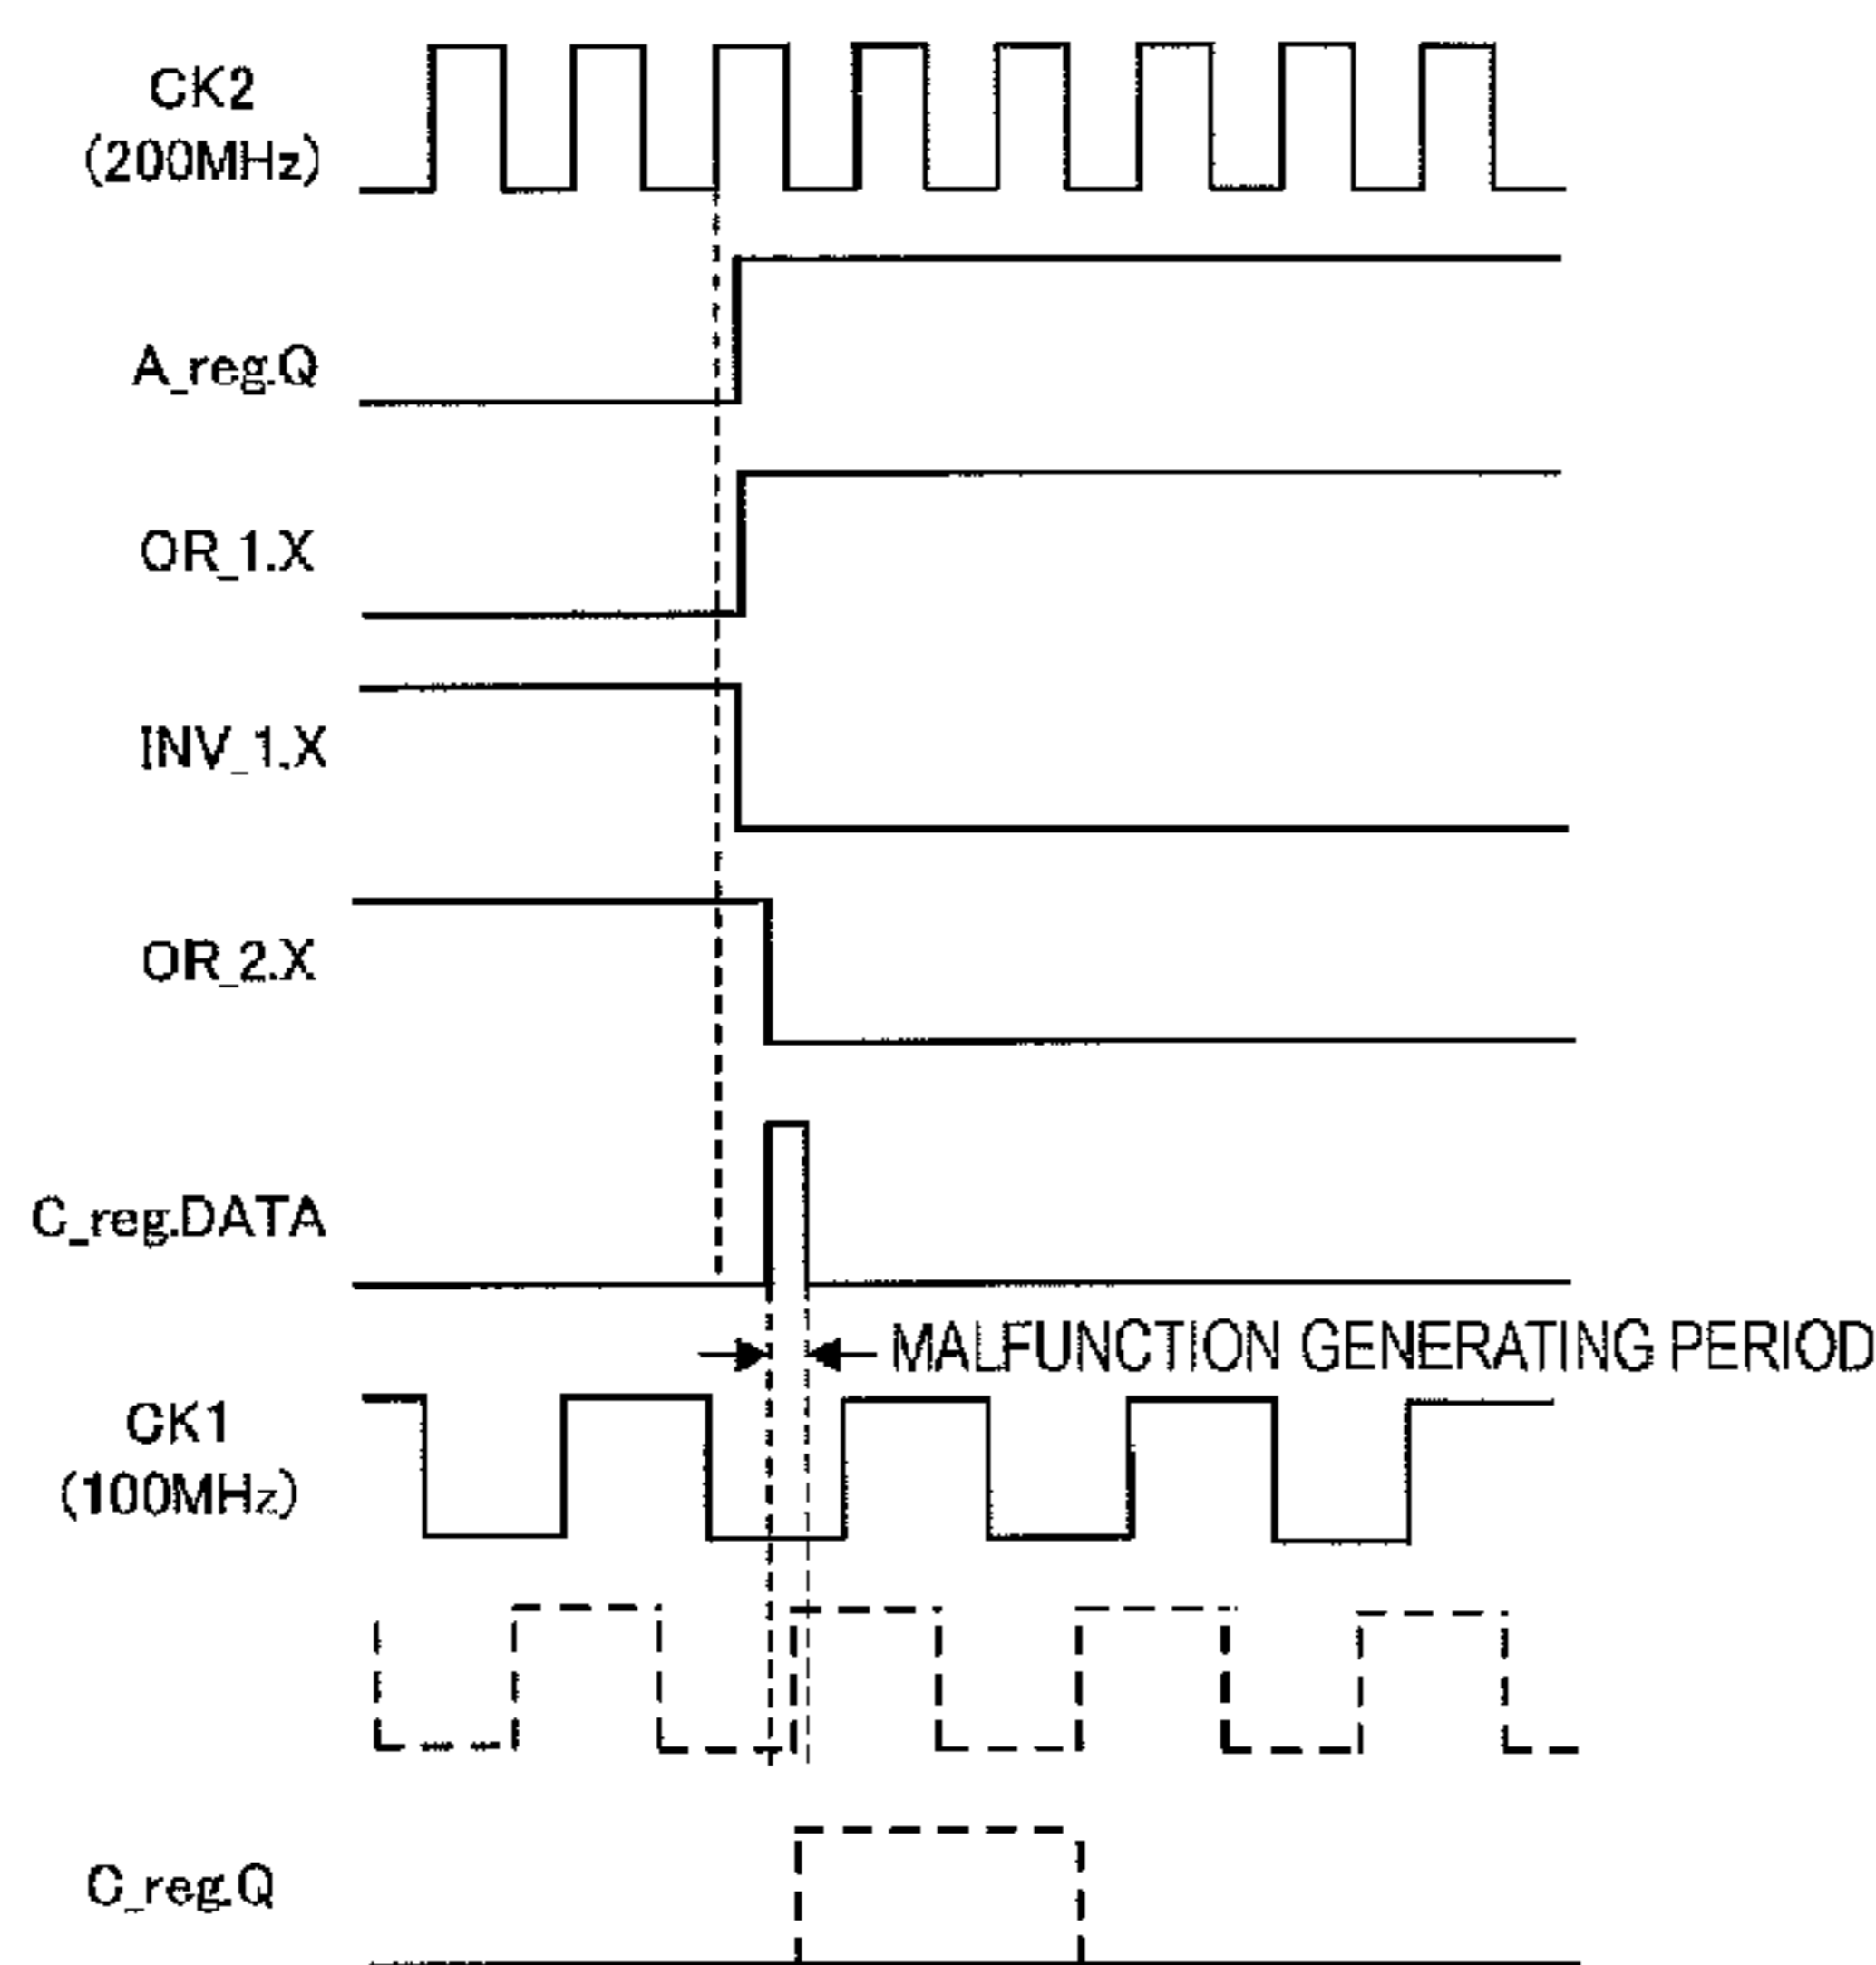 CK2
(200MHz)
A_reg.Q
OR_1.X
INV_1.X
OR_2.X
C_reg.DATA
MALFUNCTION GENERATING PERIOD
CK1
(100MHz)
C_reg.Q